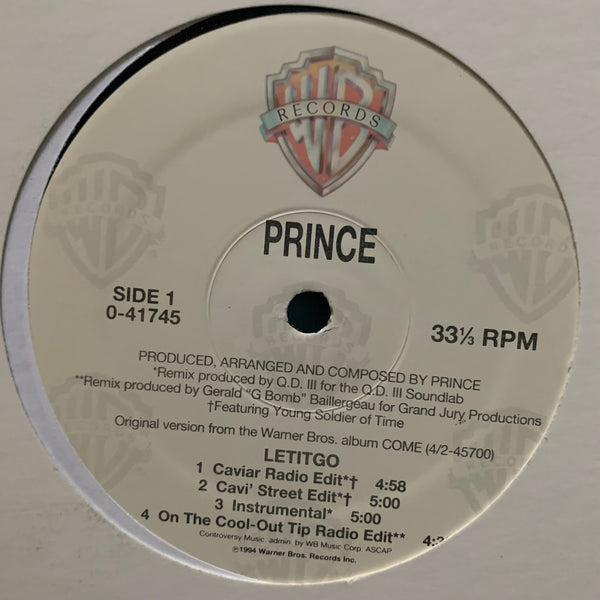 RECORDS
PRINCE
SIDE 1
0-41745
33⅓ RPM
PRODUCED, ARRANGED AND COMPOSED BY PRINCE
*Remix produced by Q.D. III for the Q.D. III Soundlab
**Remix produced by Gerald "G Bomb" Baillergeau for Grand Jury Productions
†Featuring Young Soldier of Time
Original version from the Warner Bros. album COME (4/2-45700)
LETITGO
1 Caviar Radio Edit*† 4:58
2 Cavi' Street Edit*† 5:00
3 Instrumental* 5:00
4 On The Cool-Out Tip Radio Edit**
Controversy Music. admin. by WB Music Corp. ASCAP
℗1994 Warner Bros. Records Inc.